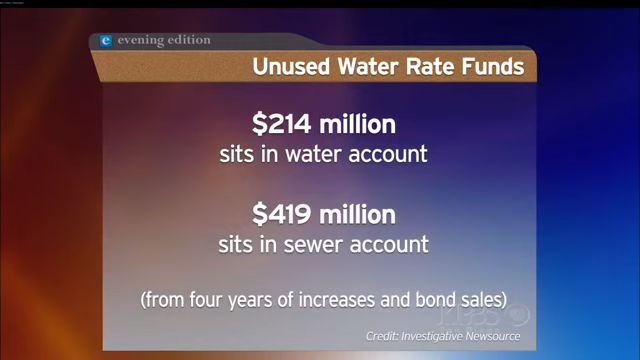 e evening edition
Unused Water Rate Funds
$214 million
sits in water account
$419 million
sits in sewer account
(from four years of increases and bond sales)
KPBS
Credit: Investigative Newsource